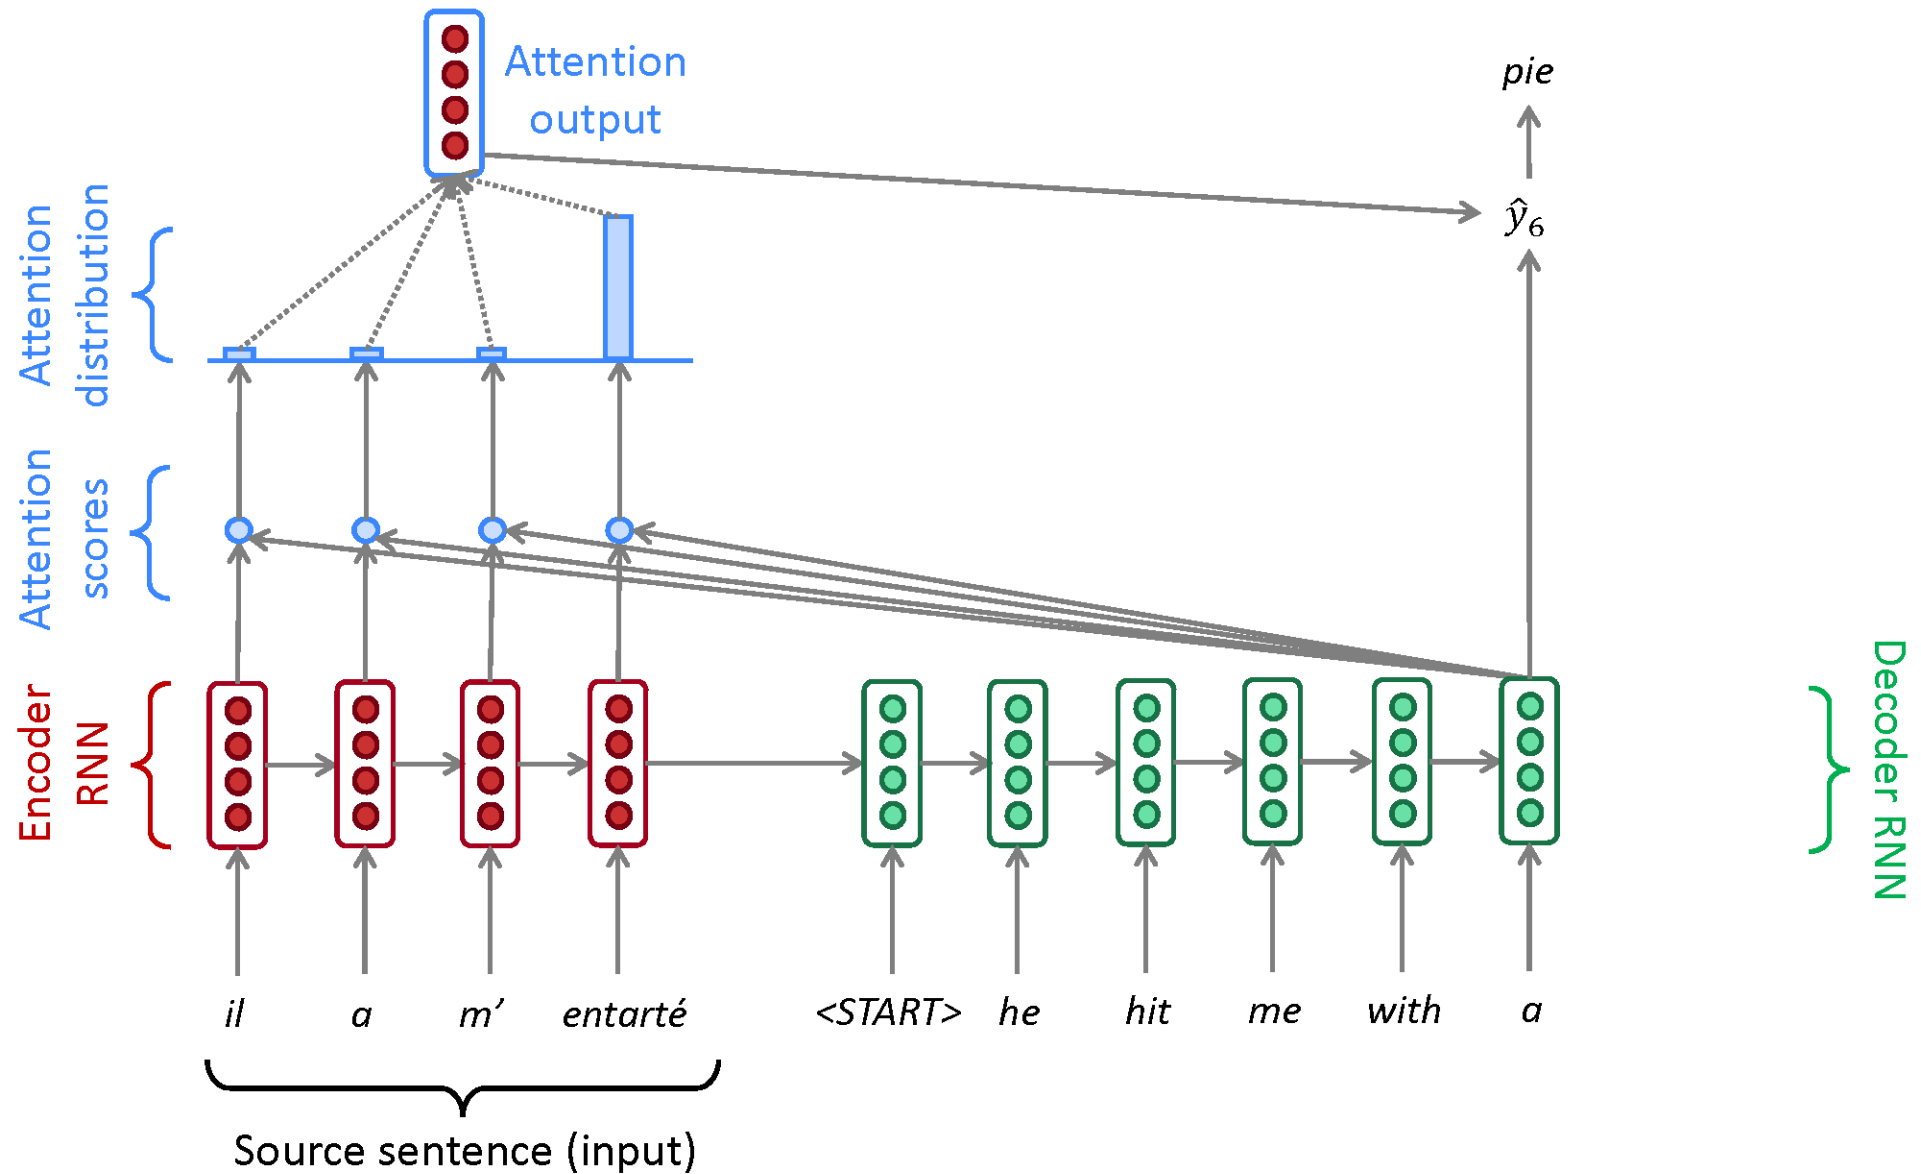 Attention
output
pie
Attention
distribution
ŷ₆
Attention
scores
Encoder
RNN
Decoder RNN
il a m’ entarté <START> he hit me with a
Source sentence (input)